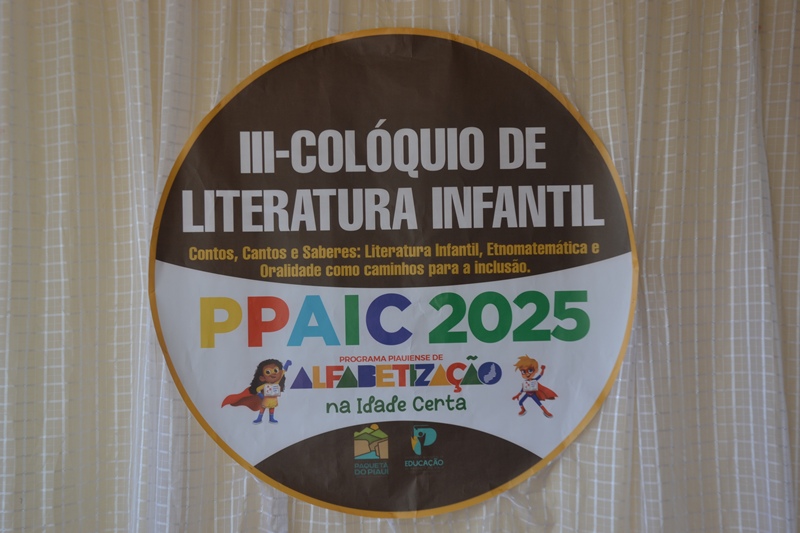 III-COLÓQUIO DE
LITERATURA INFANTIL
Contos, Cantos e Saberes: Literatura Infantil, Etnomatemática e
Oralidade como caminhos para a inclusão.
PPAIC 2025
PROGRAMA PIAUIENSE DE
ALFABETIZAÇÃO
na Idade Certa
PAQUETÁ
DO PIAUÍ
EDUCAÇÃO